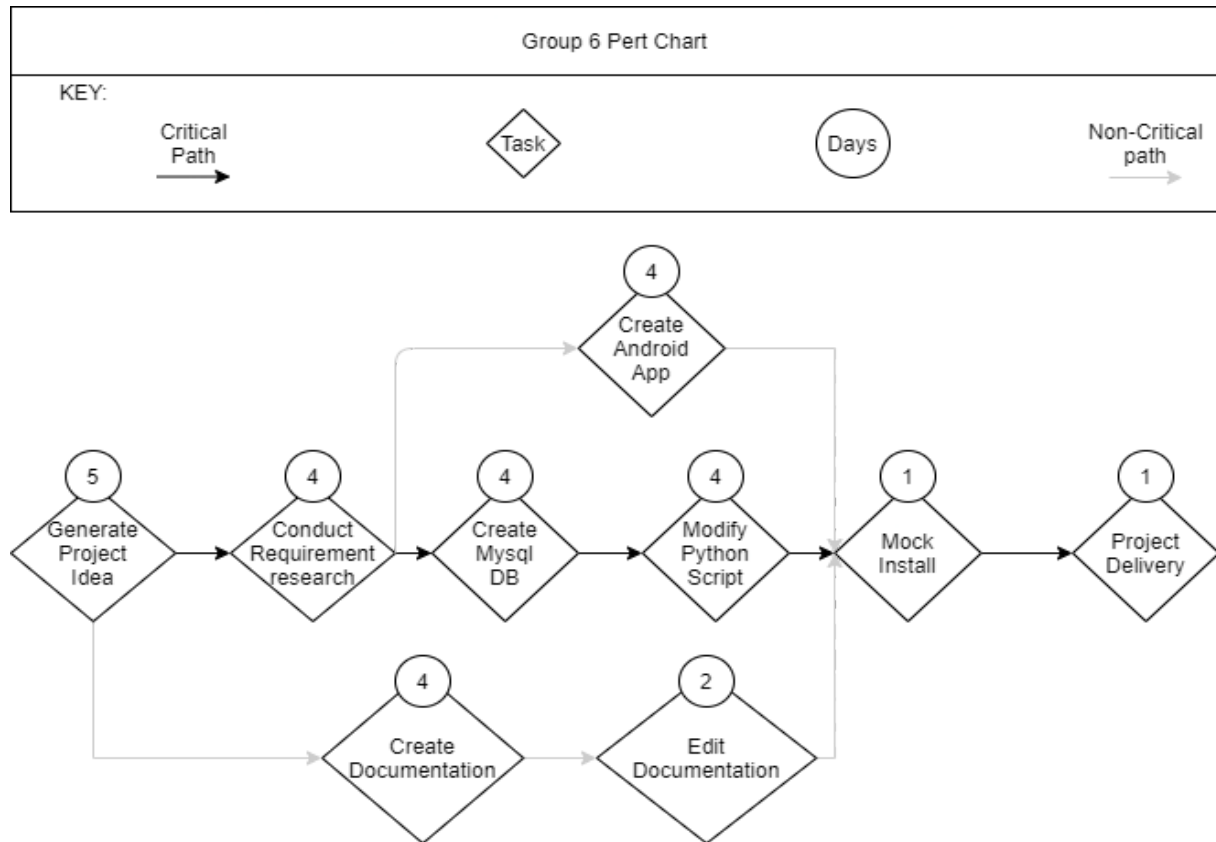 Group 6 Pert Chart
KEY:
Critical
Path
Task
Days
Non-Critical
path
4
Create
Android
App
5
Generate
Project
Idea
4
Conduct
Requirement
research
4
Create
Mysql
DB
4
Modify
Python
Script
1
Mock
Install
1
Project
Delivery
4
Create
Documentation
2
Edit
Documentation